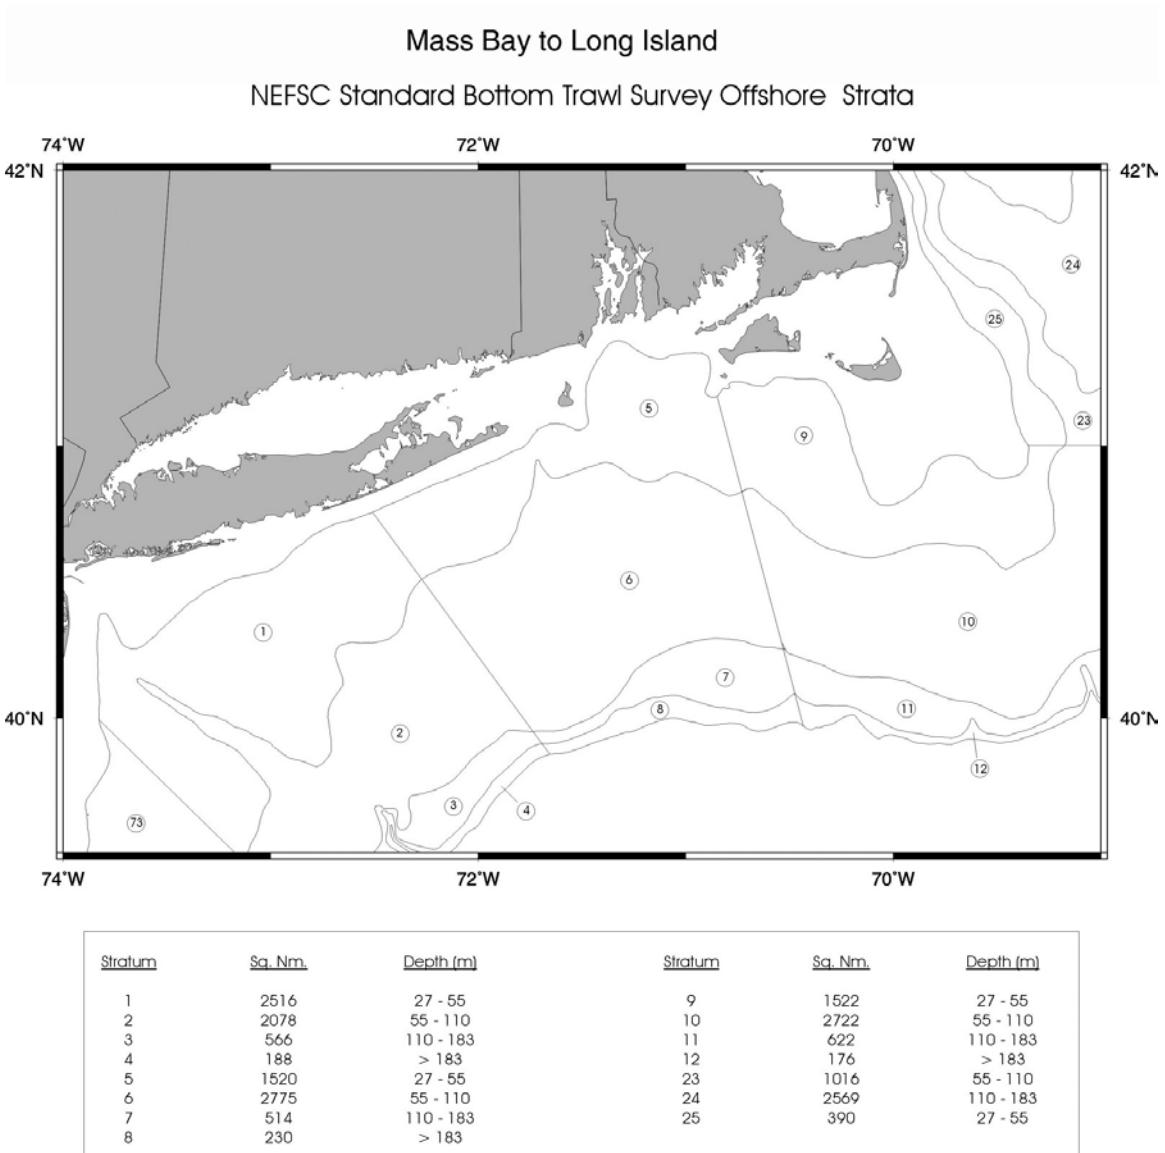 Mass Bay to Long Island
NEFSC Standard Bottom Trawl Survey Offshore Strata
74°W 72°W 70°W
42°N 42°N
24
25
5
23
9
6
10
1
7
11
8
40°N 40°N
2
12
3
4
73
74°W 72°W 70°W
Stratum Sq. Nm. Depth (m) Stratum Sq. Nm. Depth (m)
1 2516 27 - 55 9 1522 27 - 55
2 2078 55 - 110 10 2722 55 - 110
3 566 110 - 183 11 622 110 - 183
4 188 > 183 12 176 > 183
5 1520 27 - 55 23 1016 55 - 110
6 2775 55 - 110 24 2569 110 - 183
7 514 110 - 183 25 390 27 - 55
8 230 > 183